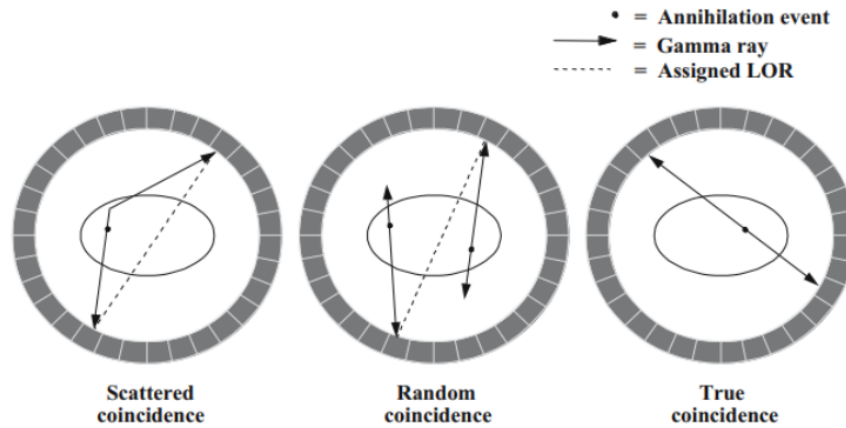 • = Annihilation event
= Gamma ray
= Assigned LOR
Scattered
coincidence
Random
coincidence
True
coincidence